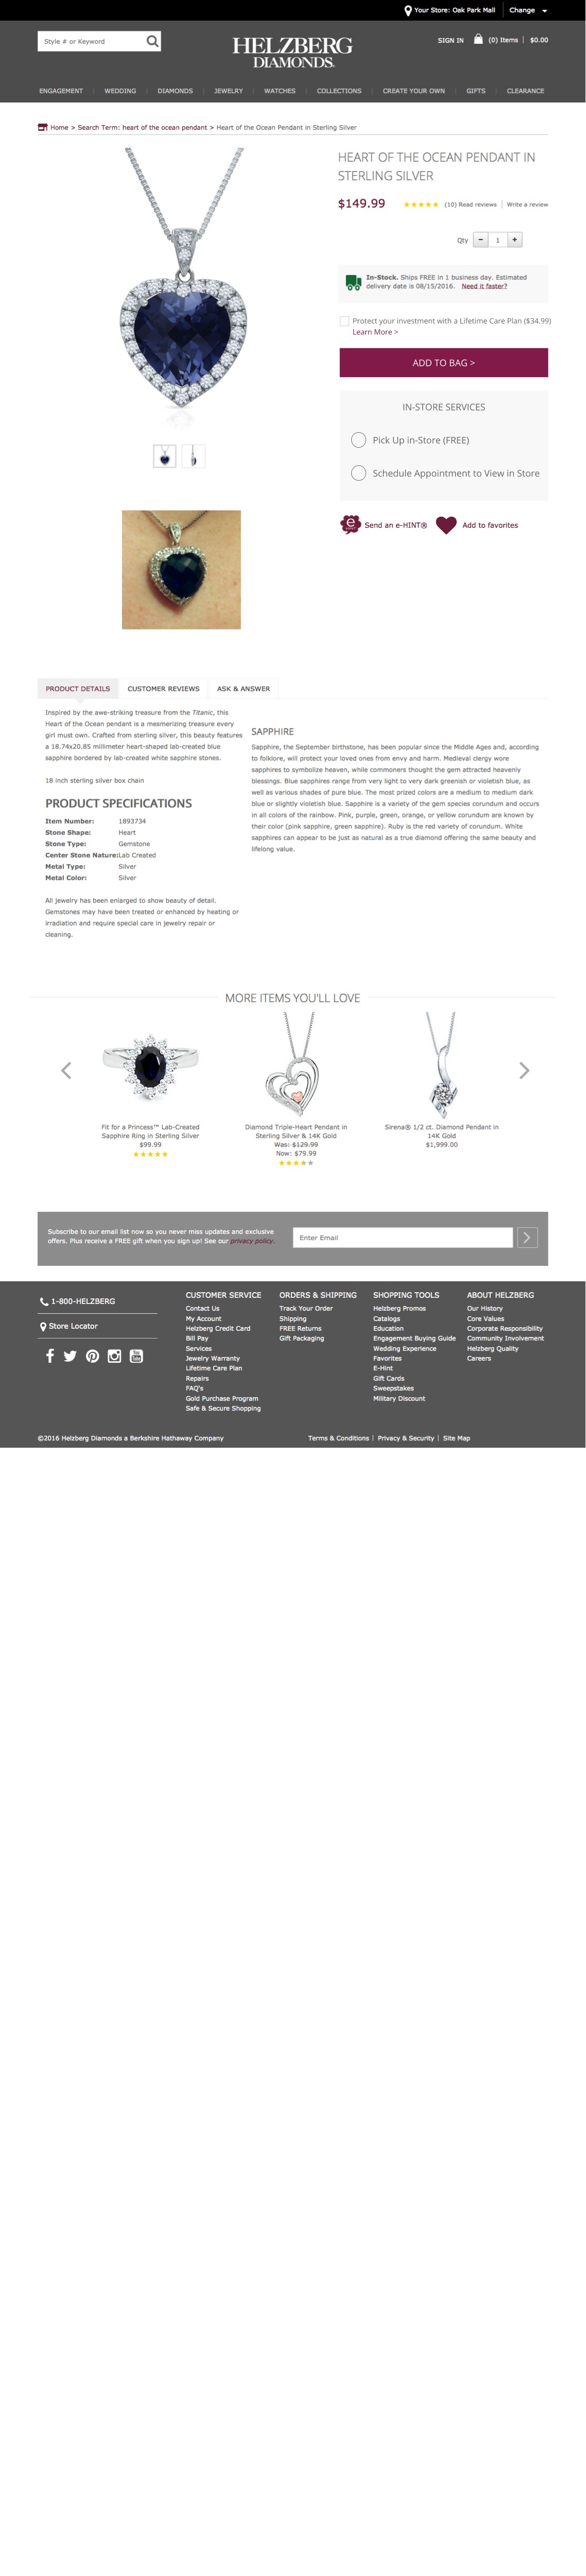 Your Store: Oak Park Mall
Change
Style # or Keyword
HELZBERG
DIAMONDS.
SIGN IN
(0) Items
$0.00
ENGAGEMENT
WEDDING
DIAMONDS
JEWELRY
WATCHES
COLLECTIONS
CREATE YOUR OWN
GIFTS
CLEARANCE
Home > Search Term: heart of the ocean pendant > Heart of the Ocean Pendant in Sterling Silver
HEART OF THE OCEAN PENDANT IN
STERLING SILVER
$149.99
(10) Read reviews
Write a review
Qty
−
1
+
In-Stock. Ships FREE in 1 business day. Estimated
delivery date is 08/15/2016. Need it faster?
Protect your investment with a Lifetime Care Plan ($34.99)
Learn More >
ADD TO BAG >
IN-STORE SERVICES
Pick Up in-Store (FREE)
Schedule Appointment to View in Store
e
Send an e-HINT®
Add to favorites
PRODUCT DETAILS
CUSTOMER REVIEWS
ASK & ANSWER
Inspired by the awe-striking treasure from the Titanic, this
Heart of the Ocean pendant is a mesmerizing treasure every
girl must own. Crafted from sterling silver, this beauty features
a 18.74x20.85 millimeter heart-shaped lab-created blue
sapphire bordered by lab-created white sapphire stones.
18 inch sterling silver box chain
PRODUCT SPECIFICATIONS
Item Number: 1893734
Stone Shape: Heart
Stone Type: Gemstone
Center Stone Nature: Lab Created
Metal Type: Silver
Metal Color: Silver
All jewelry has been enlarged to show beauty of detail.
Gemstones may have been treated or enhanced by heating or
irradiation and require special care in jewelry repair or
cleaning.
SAPPHIRE
Sapphire, the September birthstone, has been popular since the Middle Ages and, according
to folklore, will protect your loved ones from envy and harm. Medieval clergy wore
sapphires to symbolize heaven, while commoners thought the gem attracted heavenly
blessings. Blue sapphires range from very light to very dark greenish or violetish blue, as
well as various shades of pure blue. The most prized colors are a medium to medium dark
blue or slightly violetish blue. Sapphire is a variety of the gem species corundum and occurs
in all colors of the rainbow. Pink, purple, green, orange, or yellow corundum are known by
their color (pink sapphire, green sapphire). Ruby is the red variety of corundum. White
sapphires can appear to be just as natural as a true diamond offering the same beauty and
lifelong value.
MORE ITEMS YOU'LL LOVE
Fit for a Princess™ Lab-Created
Sapphire Ring in Sterling Silver
$99.99
Diamond Triple-Heart Pendant in
Sterling Silver & 14K Gold
Was: $129.99
Now: $79.99
Sirena® 1/2 ct. Diamond Pendant in
14K Gold
$1,999.00
Subscribe to our email list now so you never miss updates and exclusive
offers. Plus receive a FREE gift when you sign up! See our privacy policy.
Enter Email
1-800-HELZBERG
Store Locator
CUSTOMER SERVICE
Contact Us
My Account
Helzberg Credit Card
Bill Pay
Services
Jewelry Warranty
Lifetime Care Plan
Repairs
FAQ's
Gold Purchase Program
Safe & Secure Shopping
ORDERS & SHIPPING
Track Your Order
Shipping
FREE Returns
Gift Packaging
SHOPPING TOOLS
Helzberg Promos
Catalogs
Education
Engagement Buying Guide
Wedding Experience
Favorites
E-Hint
Gift Cards
Sweepstakes
Military Discount
ABOUT HELZBERG
Our History
Core Values
Corporate Responsibility
Community Involvement
Helzberg Quality
Careers
©2016 Helzberg Diamonds a Berkshire Hathaway Company
Terms & Conditions
Privacy & Security
Site Map